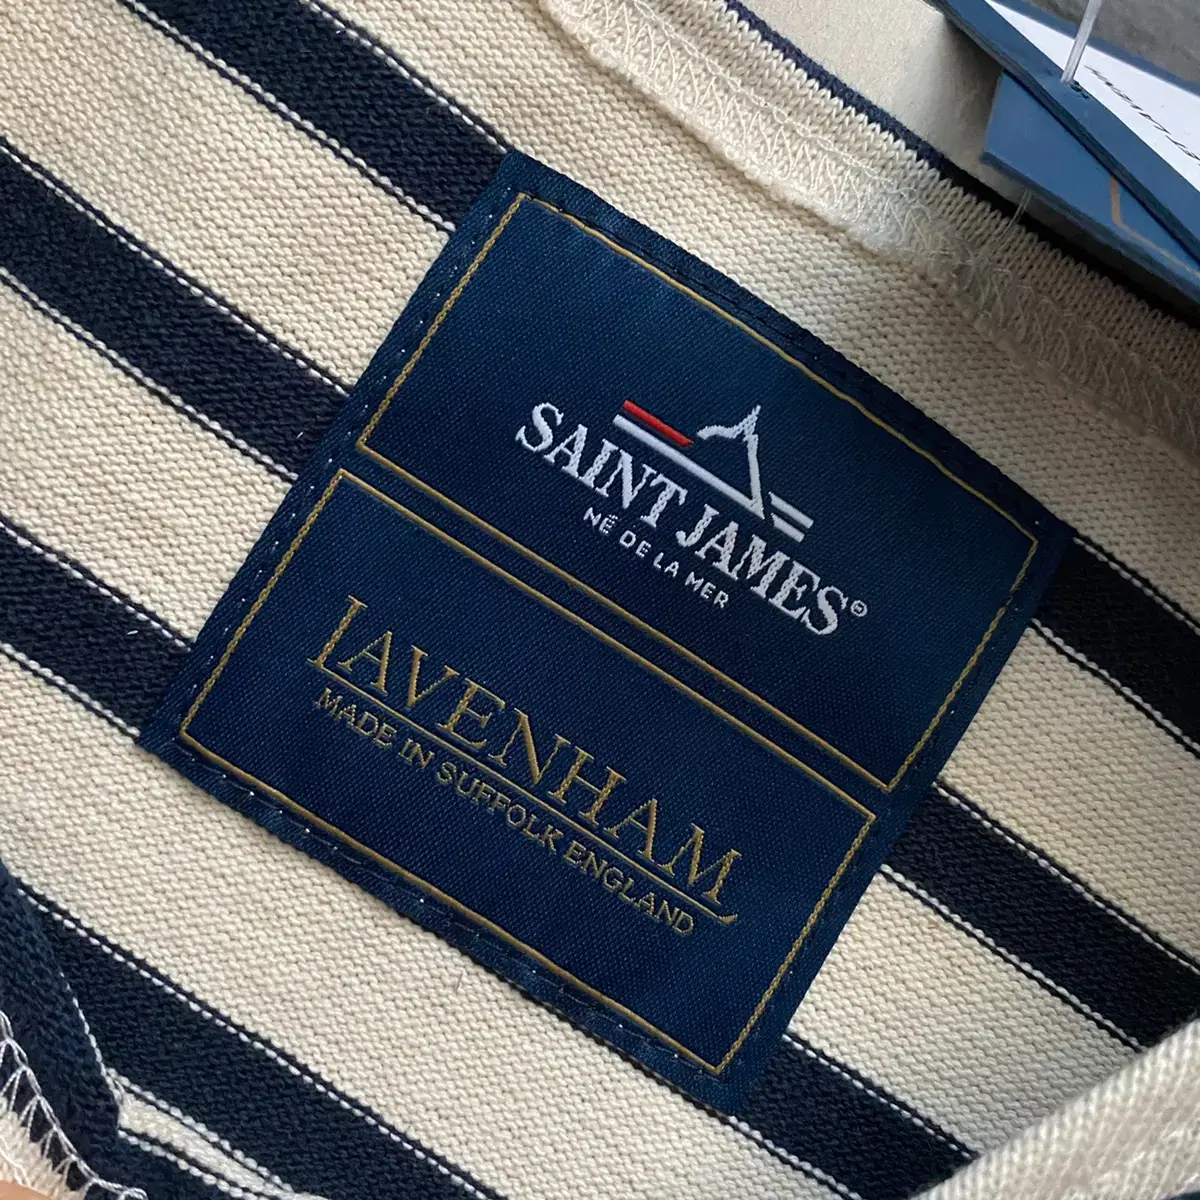 SAINT JAMES®
NÉ DE LA MER
LAVENHAM
MADE IN SUFFOLK ENGLAND